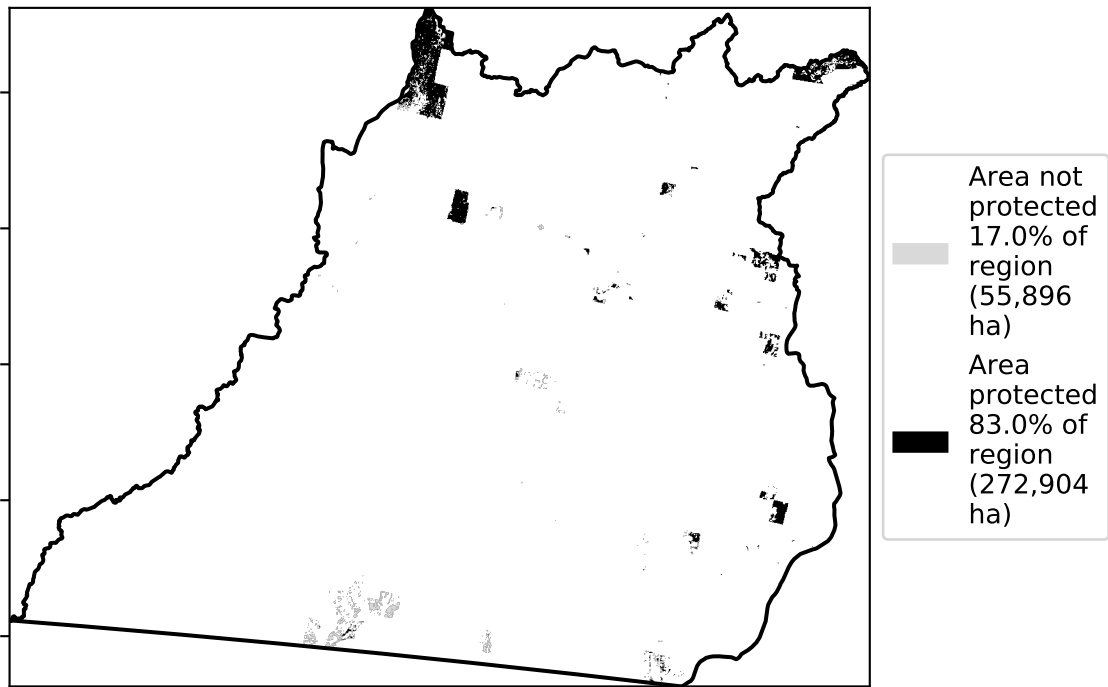 Area not
protected
17.0% of
region
(55,896
ha)
Area
protected
83.0% of
region
(272,904
ha)